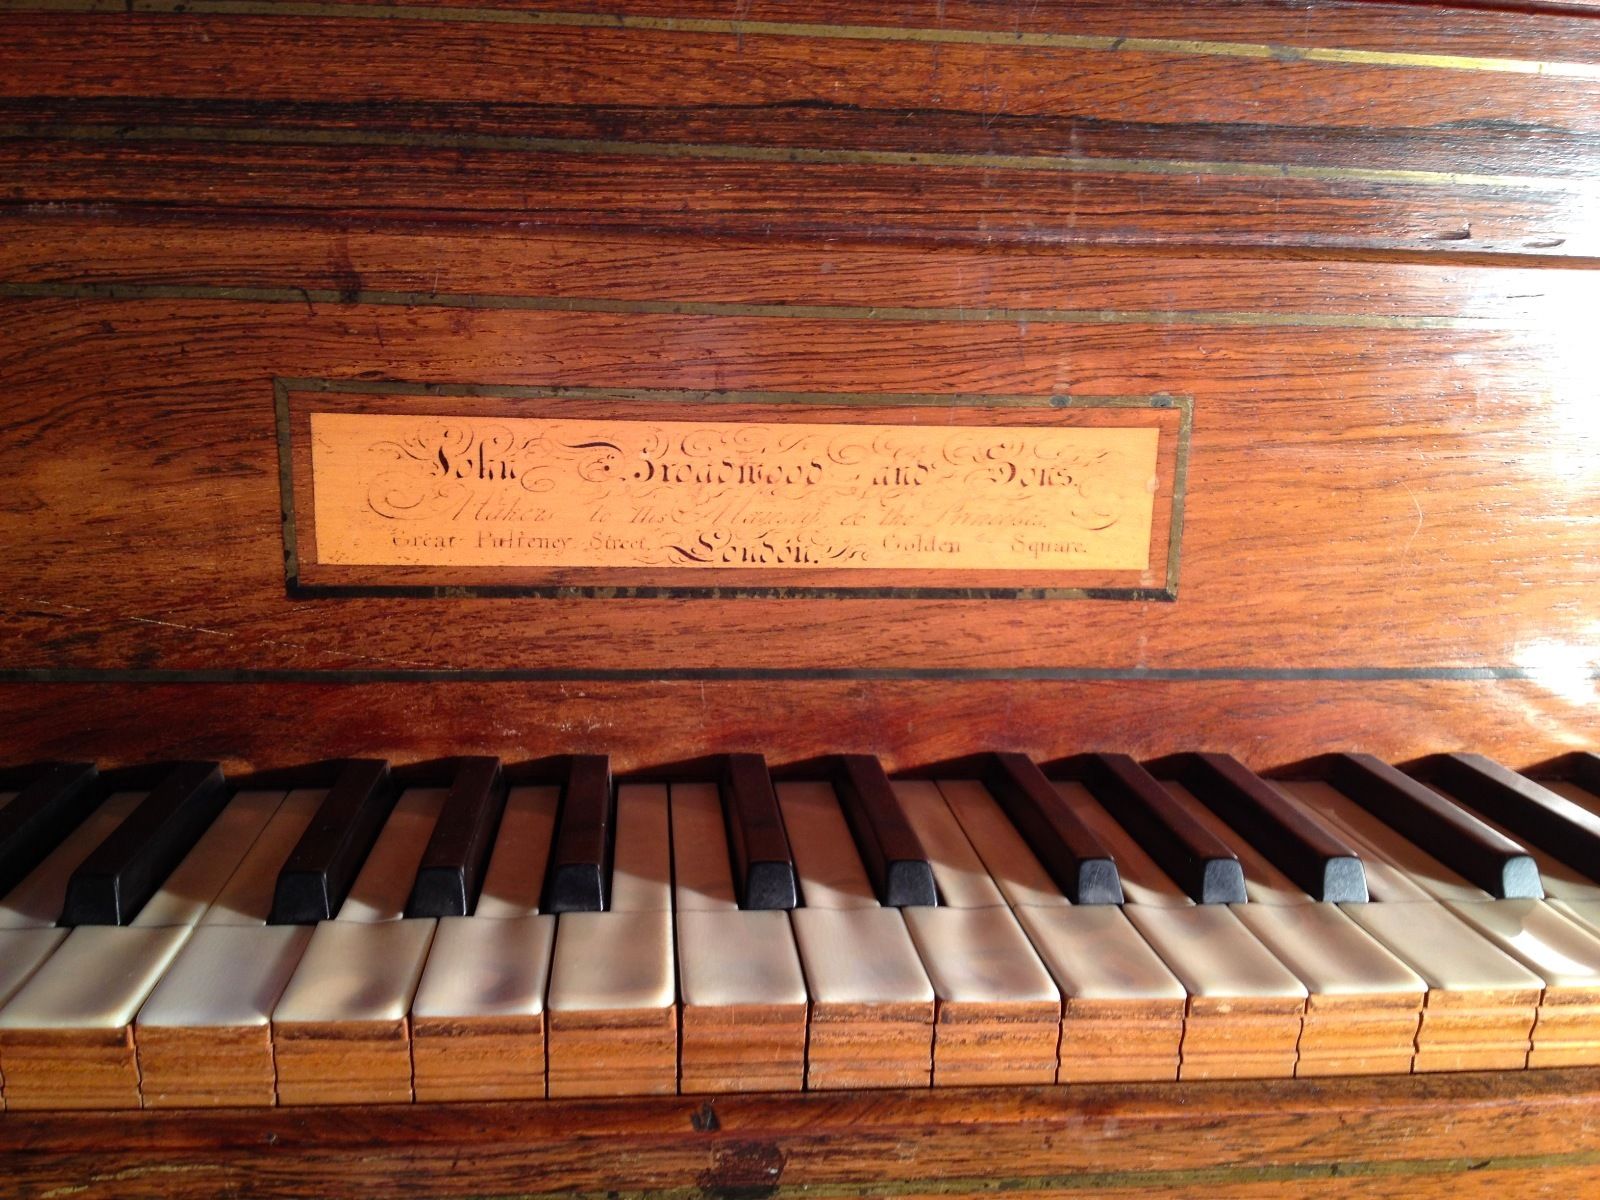 John Broadwood and Sons.
Makers to His Majesty & the Princesses.
Great Pulteney Street, London. Golden Square.